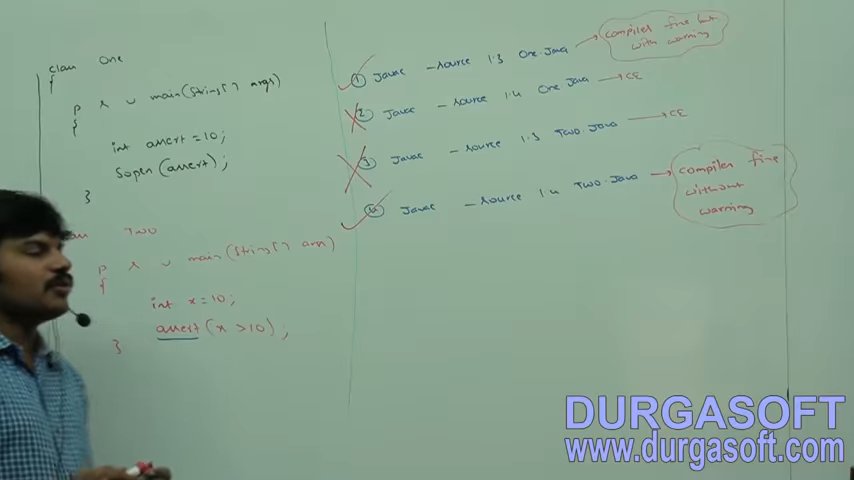 class One
{
p s v main(String[] args)
{
int assert = 10;
Sopln (assert);
}
Two
p s v main(String[] args)
{
int x = 10;
assert (x > 10);
}
① Javac -source 1.3 One.Java → compiles fine but
with warning
② Javac -source 1.4 One.Java → CE
③ Javac -source 1.3 Two.Java → CE
④ Javac -source 1.4 Two.Java → compiles fine
without
warning
DURGASOFT
www.durgasoft.com